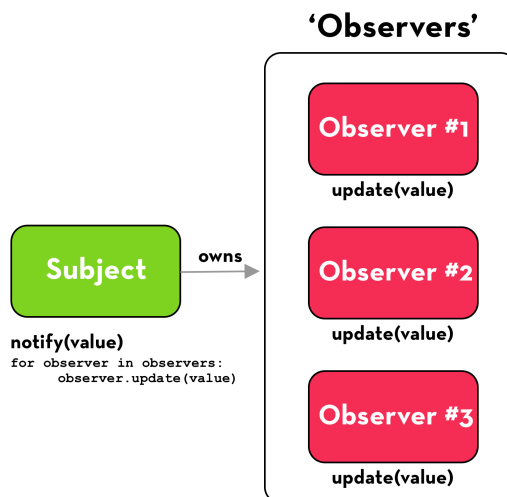 ‘Observers’
Observer #1
update(value)
Subject
owns
Observer #2
update(value)
notify(value)
for observer in observers:
observer.update(value)
Observer #3
update(value)